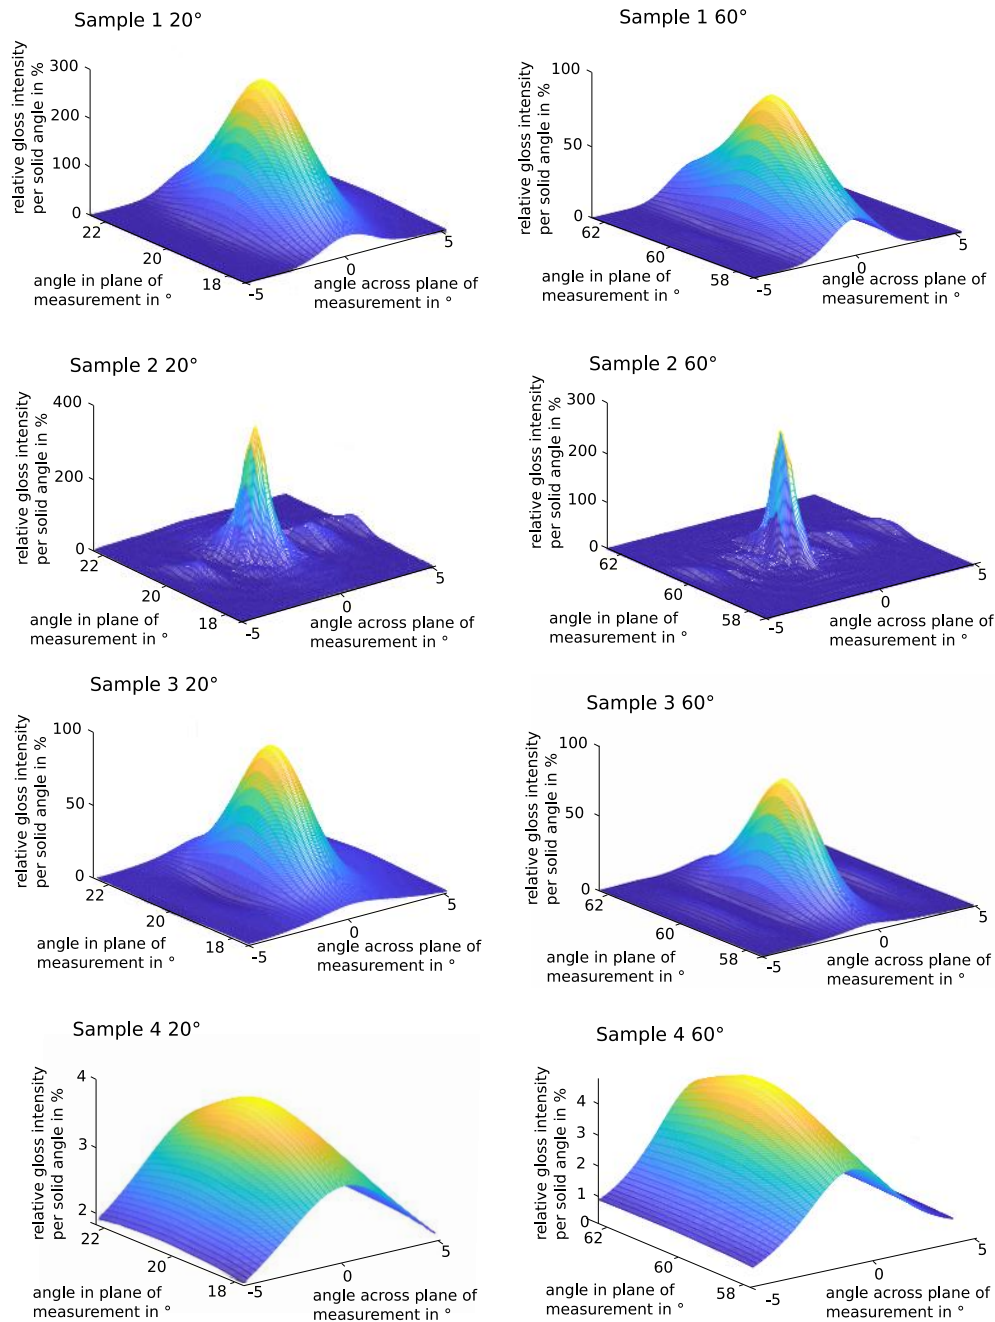 Sample 1 20°
relative gloss intensity
per solid angle in %
300
200
100
0
22
20
18
-5
0
5
angle in plane of
measurement in °
angle across plane of
measurement in °
Sample 1 60°
relative gloss intensity
per solid angle in %
100
50
0
62
60
58
-5
0
5
angle in plane of
measurement in °
angle across plane of
measurement in °
Sample 2 20°
relative gloss intensity
per solid angle in %
400
200
0
22
20
18
-5
0
5
angle in plane of
measurement in °
angle across plane of
measurement in °
Sample 2 60°
relative gloss intensity
per solid angle in %
300
200
100
0
62
60
58
-5
0
5
angle in plane of
measurement in °
angle across plane of
measurement in °
Sample 3 20°
relative gloss intensity
per solid angle in %
100
50
0
22
20
18
-5
0
5
angle in plane of
measurement in °
angle across plane of
measurement in °
Sample 3 60°
relative gloss intensity
per solid angle in %
100
50
0
62
60
58
-5
0
5
angle in plane of
measurement in °
angle across plane of
measurement in °
Sample 4 20°
relative gloss intensity
per solid angle in %
4
3
2
22
20
18
-5
0
5
angle in plane of
measurement in °
angle across plane of
measurement in °
Sample 4 60°
relative gloss intensity
per solid angle in %
4
3
2
1
0
62
60
58
-5
0
5
angle in plane of
measurement in °
angle across plane of
measurement in °